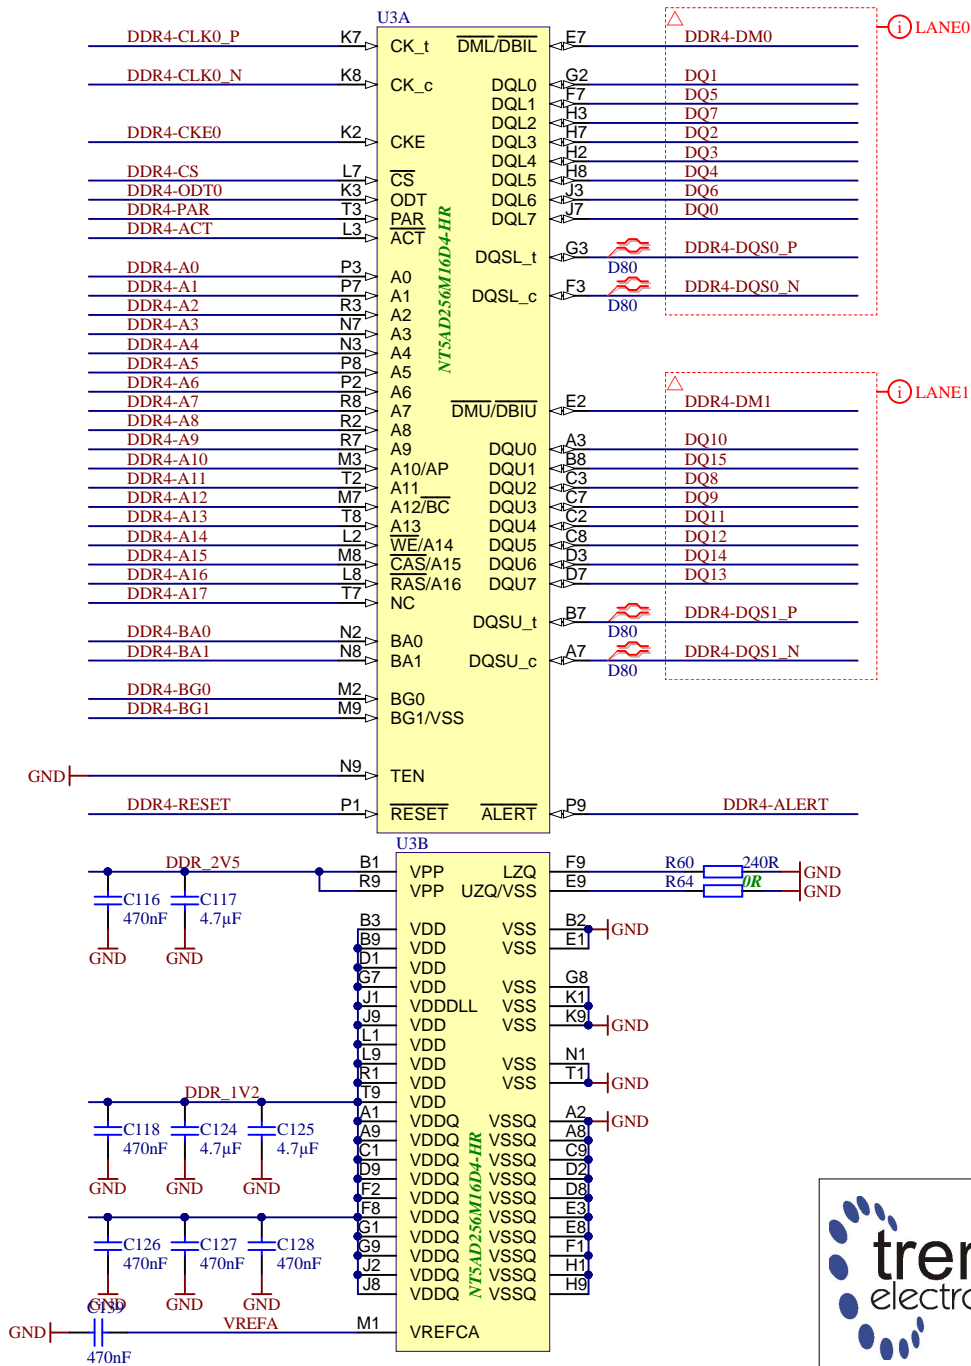 U3A
DDR4-CLK0_P K7 CK_t DML/DBIL E7 DDR4-DM0 LANE0
DDR4-CLK0_N K8 CK_c DQL0 G2 DQ1
DQL1 F7 DQ5
DQL2 H3 DQ7
DDR4-CKE0 K2 CKE DQL3 H7 DQ2
DQL4 H2 DQ3
DDR4-CS L7 CS DQL5 H8 DQ4
DDR4-ODT0 K3 ODT DQL6 J3 DQ6
DDR4-PAR T3 PAR DQL7 J7 DQ0
DDR4-ACT L3 ACT
NT5AD256M16D4-HR
DQSL_t G3 D80 DDR4-DQS0_P
DDR4-A0 P3 A0
DDR4-A1 P7 A1 DQSL_c F3 D80 DDR4-DQS0_N
DDR4-A2 R3 A2
DDR4-A3 N7 A3
DDR4-A4 N3 A4
DDR4-A5 P8 A5
DDR4-A6 P2 A6
DDR4-A7 R8 A7 DMU/DBIU E2 DDR4-DM1 LANE1
DDR4-A8 R2 A8
DDR4-A9 R7 A9 DQU0 A3 DQ10
DDR4-A10 M3 A10/AP DQU1 B8 DQ15
DDR4-A11 T2 A11 DQU2 C3 DQ8
DDR4-A12 M7 A12/BC DQU3 C7 DQ9
DDR4-A13 T8 A13 DQU4 C2 DQ11
DDR4-A14 L2 WE/A14 DQU5 C8 DQ12
DDR4-A15 M8 CAS/A15 DQU6 D3 DQ14
DDR4-A16 L8 RAS/A16 DQU7 D7 DQ13
DDR4-A17 T7 NC
DQSU_t B7 D80 DDR4-DQS1_P
DDR4-BA0 N2 BA0
DDR4-BA1 N8 BA1 DQSU_c A7 D80 DDR4-DQS1_N
DDR4-BG0 M2 BG0
DDR4-BG1 M9 BG1/VSS
GND N9 TEN
DDR4-RESET P1 RESET ALERT P9 DDR4-ALERT
U3B
DDR_2V5 B1 VPP LZQ F9 R60 240R GND
R9 VPP UZQ/VSS E9 R64 0R GND
C116 470nF GND
C117 4.7µF GND
B3 VDD VSS B2 GND
B9 VDD VSS E1
D1 VDD
G7 VDD VSS G8
J1 VDDDLL VSS K1
J9 VDD VSS K9 GND
L1 VDD
L9 VDD VSS N1
R1 VDD VSS T1 GND
DDR_1V2 T9 VDD
A1 VDDQ VSSQ A2 GND
A9 VDDQ VSSQ A8
C1 VDDQ VSSQ C9
D9 VDDQ VSSQ D2
F2 VDDQ VSSQ D8
F8 VDDQ VSSQ E3
G1 VDDQ VSSQ E8
G9 VDDQ VSSQ F1
J2 VDDQ VSSQ H1
J8 VDDQ VSSQ H9
NT5AD256M16D4-HR
C118 470nF GND
C124 4.7µF GND
C125 4.7µF GND
C126 470nF GND
C127 470nF GND
C128 470nF GND
GND C139 470nF VREFA M1 VREFCA
tren
electro